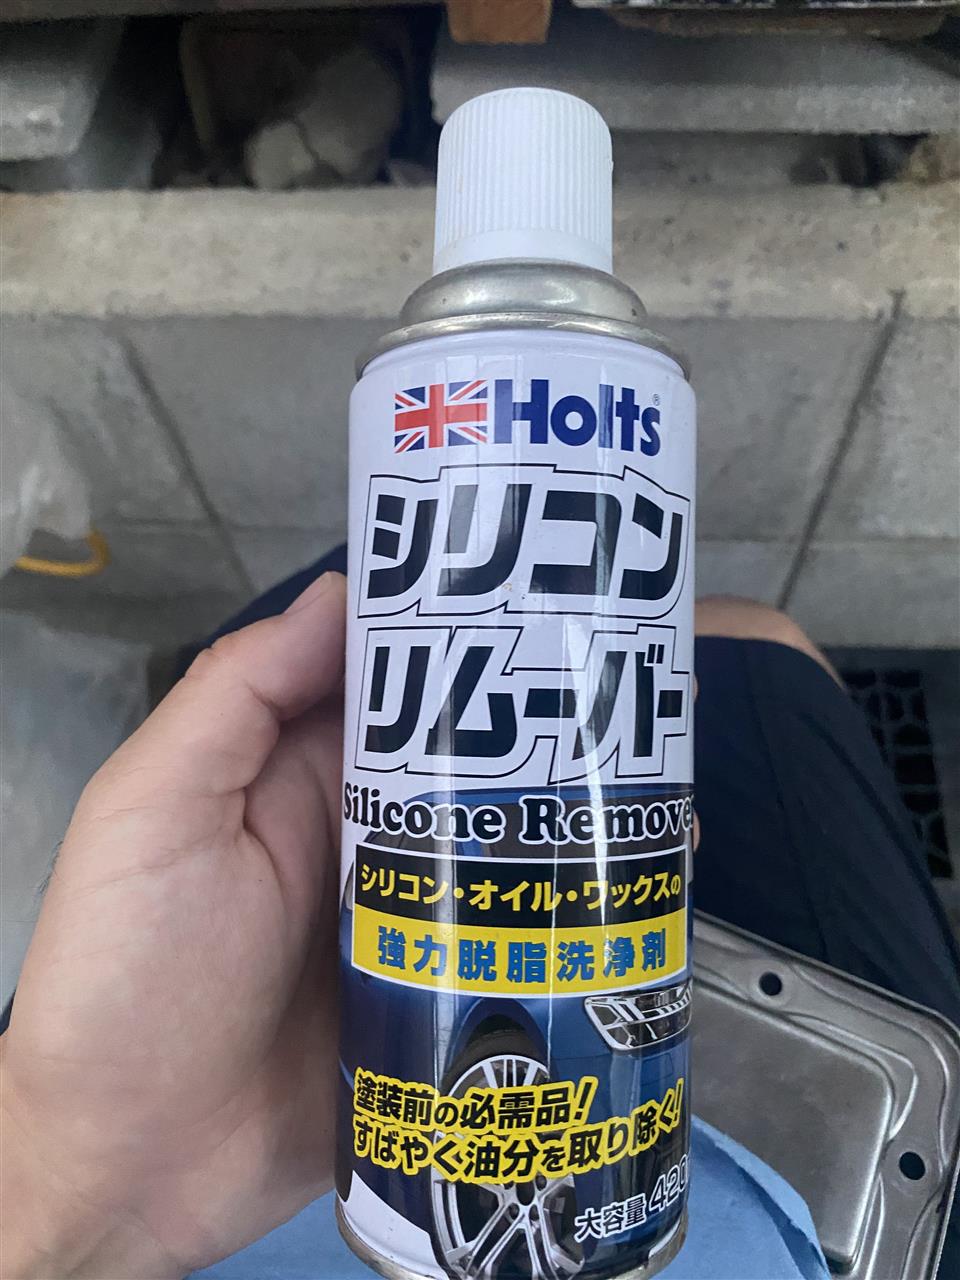 Holts®
シリコン
リムーバー
Silicone Remover
シリコン・オイル・ワックスの
強力脱脂洗浄剤
塗装前の必需品!
すばやく油分を取り除く!
大容量 420